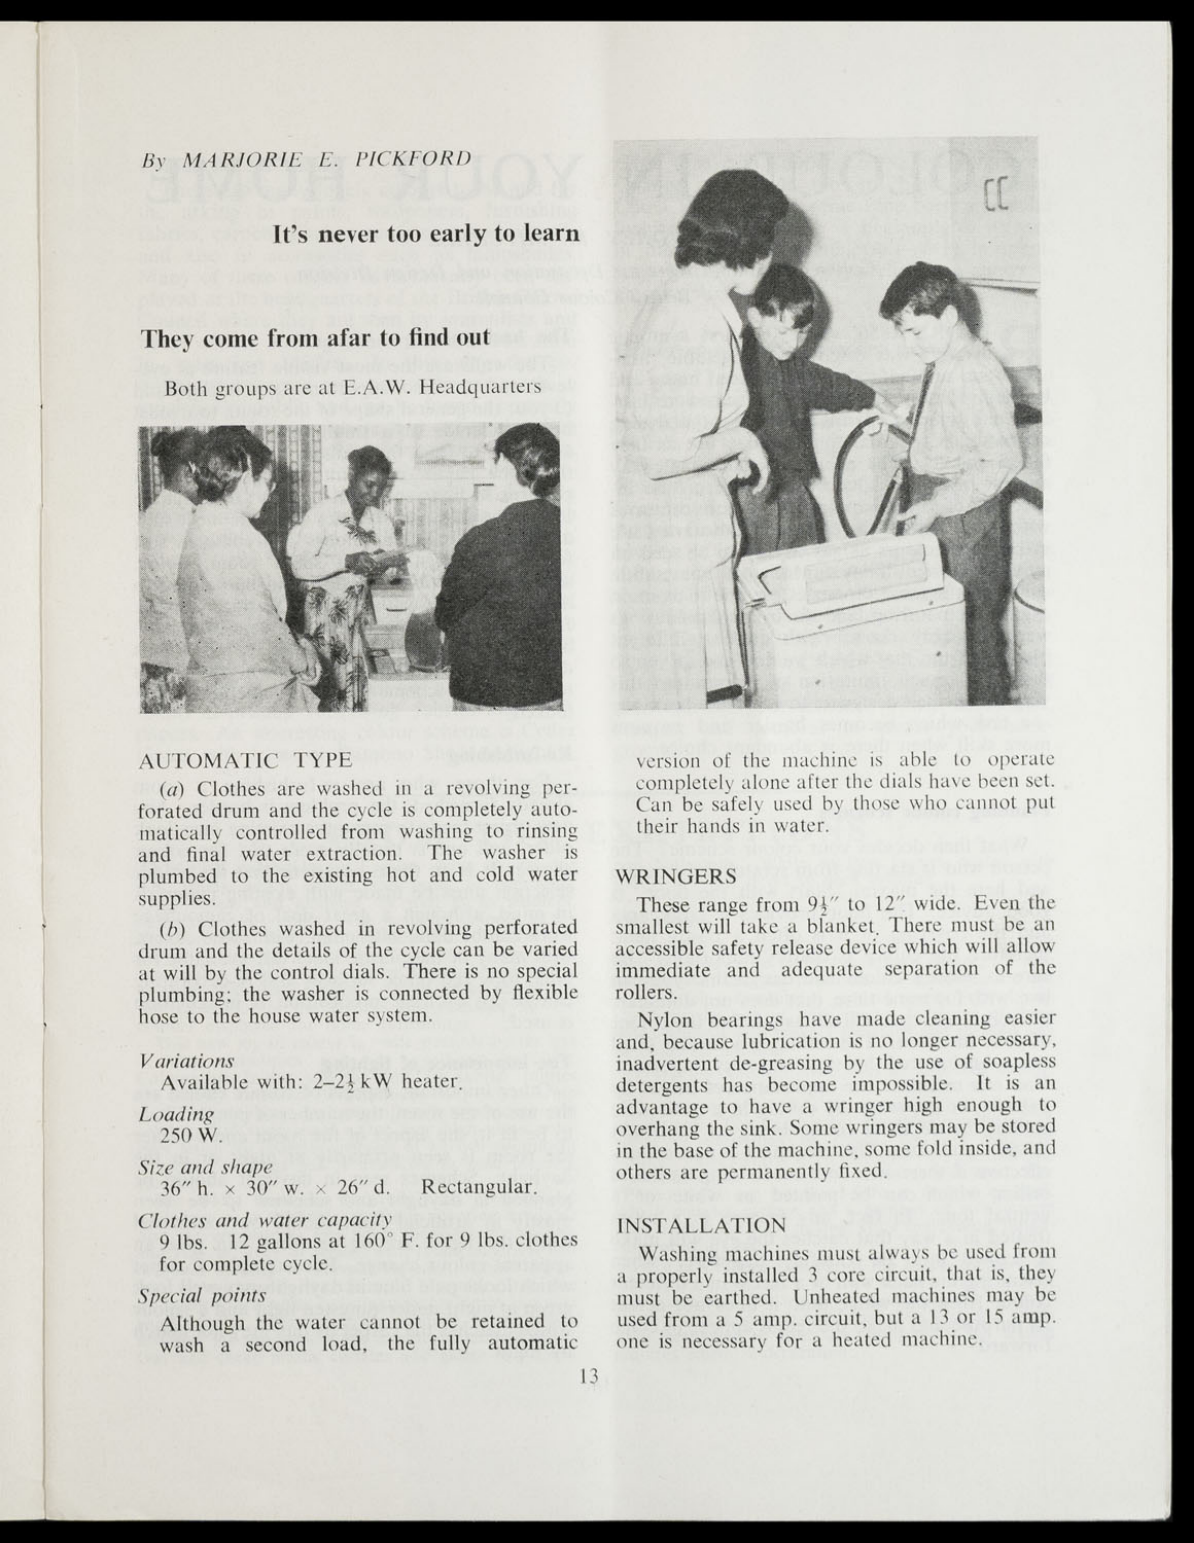 By MARJORIE E. PICKFORD
It's never too early to learn
They come from afar to find out
Both groups are at E.A.W. Headquarters
AUTOMATIC TYPE
(a) Clothes are washed in a revolving per-
forated drum and the cycle is completely auto-
matically controlled from washing to rinsing
and final water extraction. The washer is
plumbed to the existing hot and cold water
supplies.
(b) Clothes washed in revolving perforated
drum and the details of the cycle can be varied
at will by the control dials. There is no special
plumbing; the washer is connected by flexible
hose to the house water system.
Variations
Available with: 2–2½ kW heater.
Loading
250 W.
Size and shape
36″ h. × 30″ w. × 26″ d. Rectangular.
Clothes and water capacity
9 lbs. 12 gallons at 160° F. for 9 lbs. clothes
for complete cycle.
Special points
Although the water cannot be retained to
wash a second load, the fully automatic
version of the machine is able to operate
completely alone after the dials have been set.
Can be safely used by those who cannot put
their hands in water.
WRINGERS
These range from 9½″ to 12″ wide. Even the
smallest will take a blanket. There must be an
accessible safety release device which will allow
immediate and adequate separation of the
rollers.
Nylon bearings have made cleaning easier
and, because lubrication is no longer necessary,
inadvertent de-greasing by the use of soapless
detergents has become impossible. It is an
advantage to have a wringer high enough to
overhang the sink. Some wringers may be stored
in the base of the machine, some fold inside, and
others are permanently fixed.
INSTALLATION
Washing machines must always be used from
a properly installed 3 core circuit, that is, they
must be earthed. Unheated machines may be
used from a 5 amp. circuit, but a 13 or 15 amp.
one is necessary for a heated machine.
13